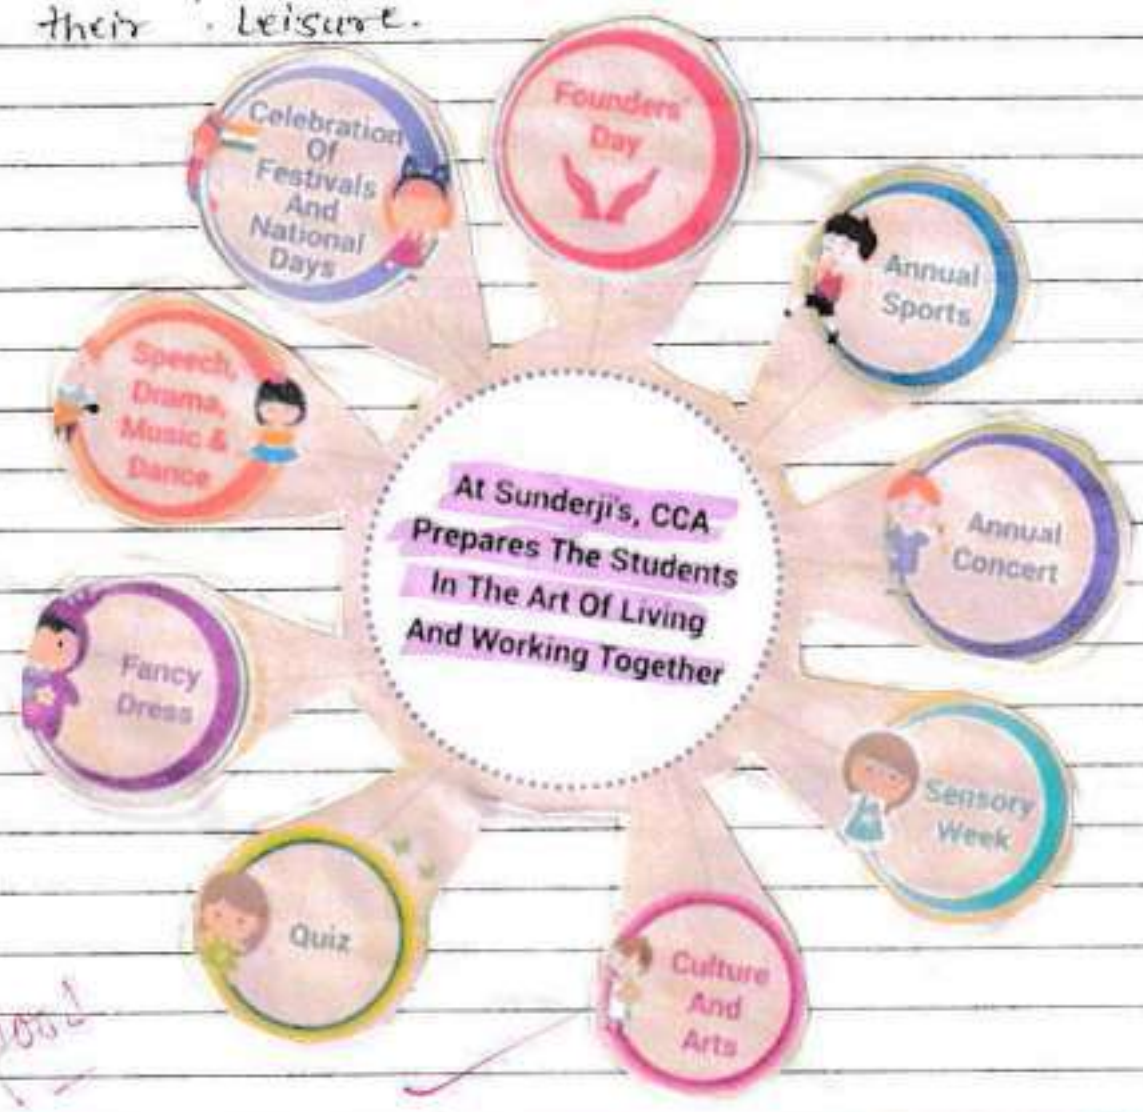 their . Leisure.
Founders'
Day
Celebration
Of
Festivals
And
National
Days
Annual
Sports
Speech,
Drama,
Music &
Dance
At Sunderji's, CCA
Prepares The Students
In The Art Of Living
And Working Together
Annual
Concert
Fancy
Dress
Sensory
Week
Quiz
Culture
And
Arts